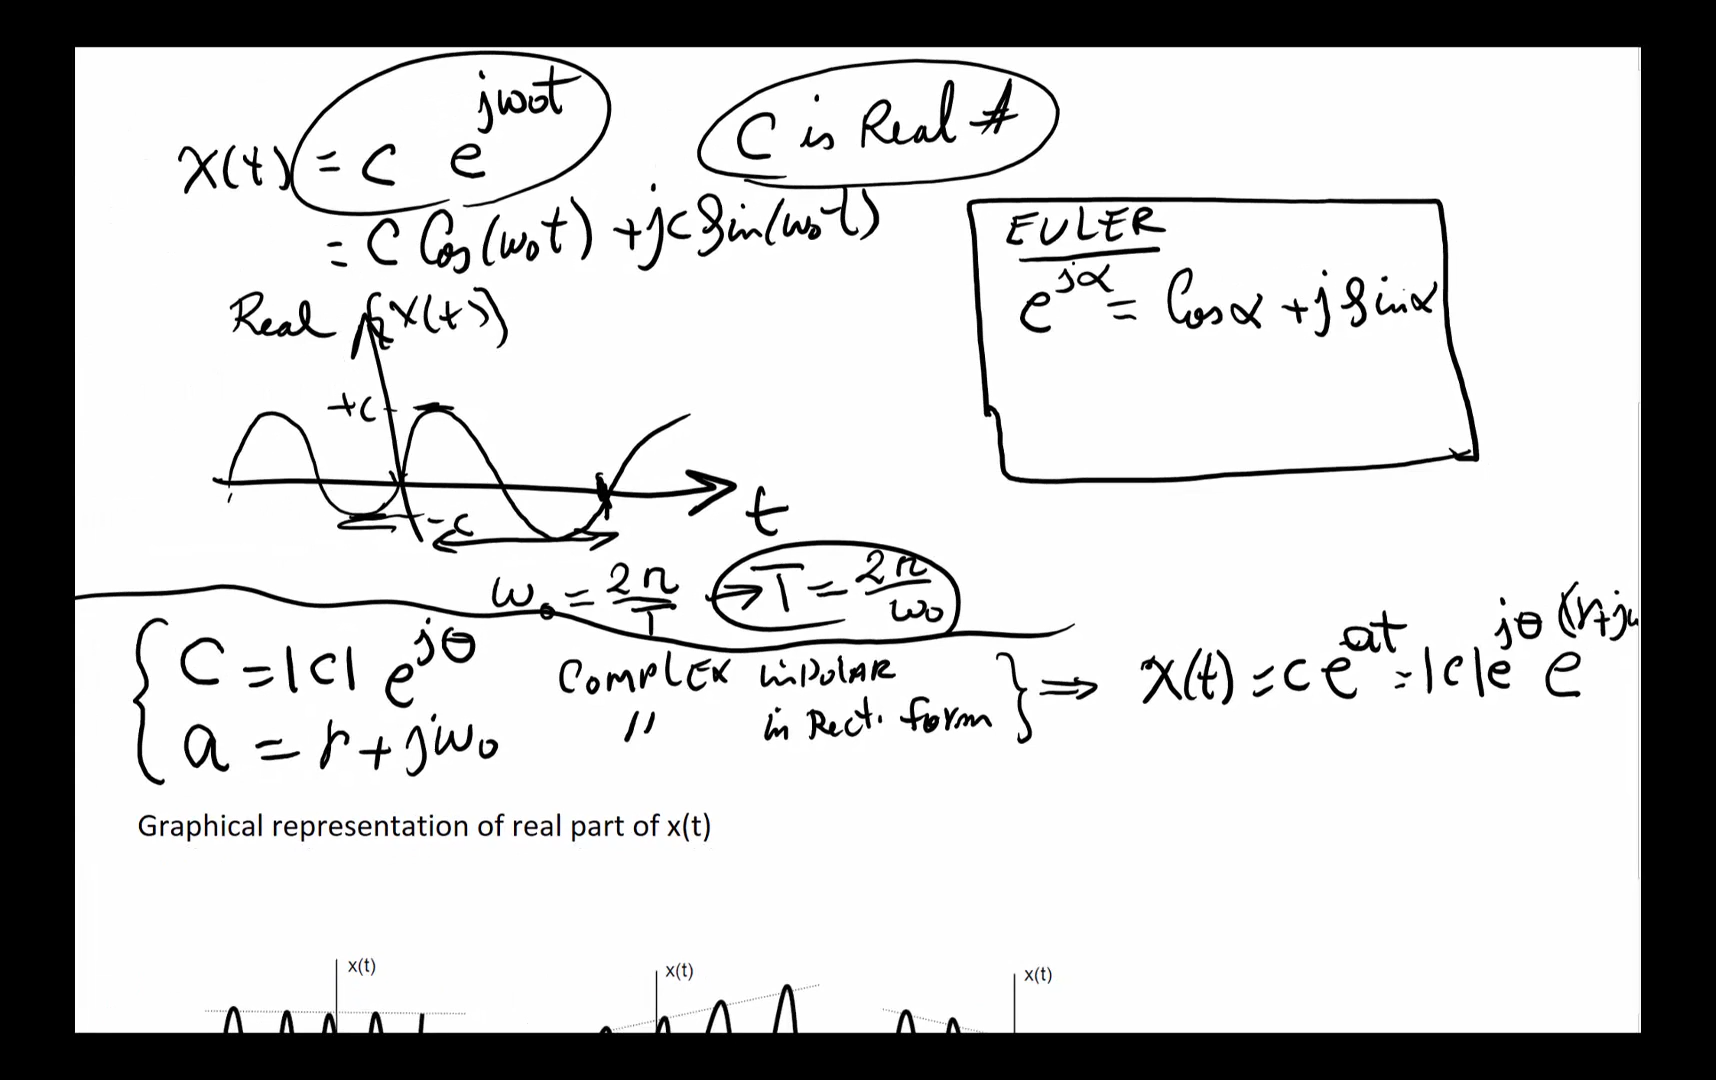 x(t) = c e^{jω₀t}
C is Real #
= C Cos(ω₀t) + jc Sin(ω₀t)
EULER
e^{jα} = Cosα + j Sinα
Real {x(t)}
+c
-c
t
ω₀ = 2π/T → T = 2π/ω₀
C = |c| e^{jθ} COMPLEX in POLAR
a = r + jω₀ " in Rect. form
⇒ x(t) = c e^{at} = |c| e^{jθ} e^{(r+jω
Graphical representation of real part of x(t)
x(t)
x(t)
x(t)